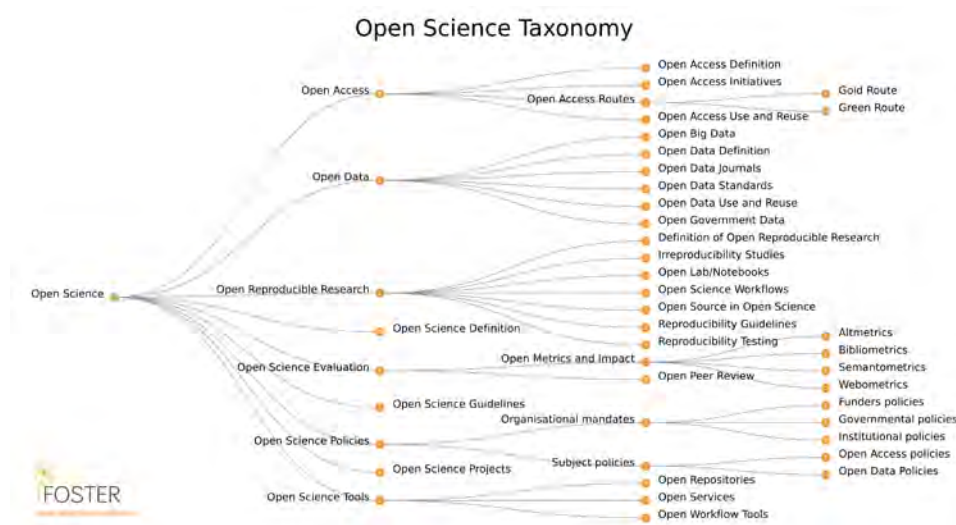 Open Science Taxonomy
Open Science
Open Access
Open Access Definition
Open Access Initiatives
Open Access Routes
Gold Route
Green Route
Open Access Use and Reuse
Open Data
Open Big Data
Open Data Definition
Open Data Journals
Open Data Standards
Open Data Use and Reuse
Open Government Data
Open Reproducible Research
Definition of Open Reproducible Research
Irreproducibility Studies
Open Lab/Notebooks
Open Science Workflows
Open Source in Open Science
Reproducibility Guidelines
Reproducibility Testing
Open Science Definition
Open Science Evaluation
Open Metrics and Impact
Altmetrics
Bibliometrics
Semantometrics
Webometrics
Open Peer Review
Open Science Guidelines
Open Science Policies
Organisational mandates
Funders policies
Governmental policies
Institutional policies
Subject policies
Open Access policies
Open Data Policies
Open Science Projects
Open Science Tools
Open Repositories
Open Services
Open Workflow Tools
FOSTER